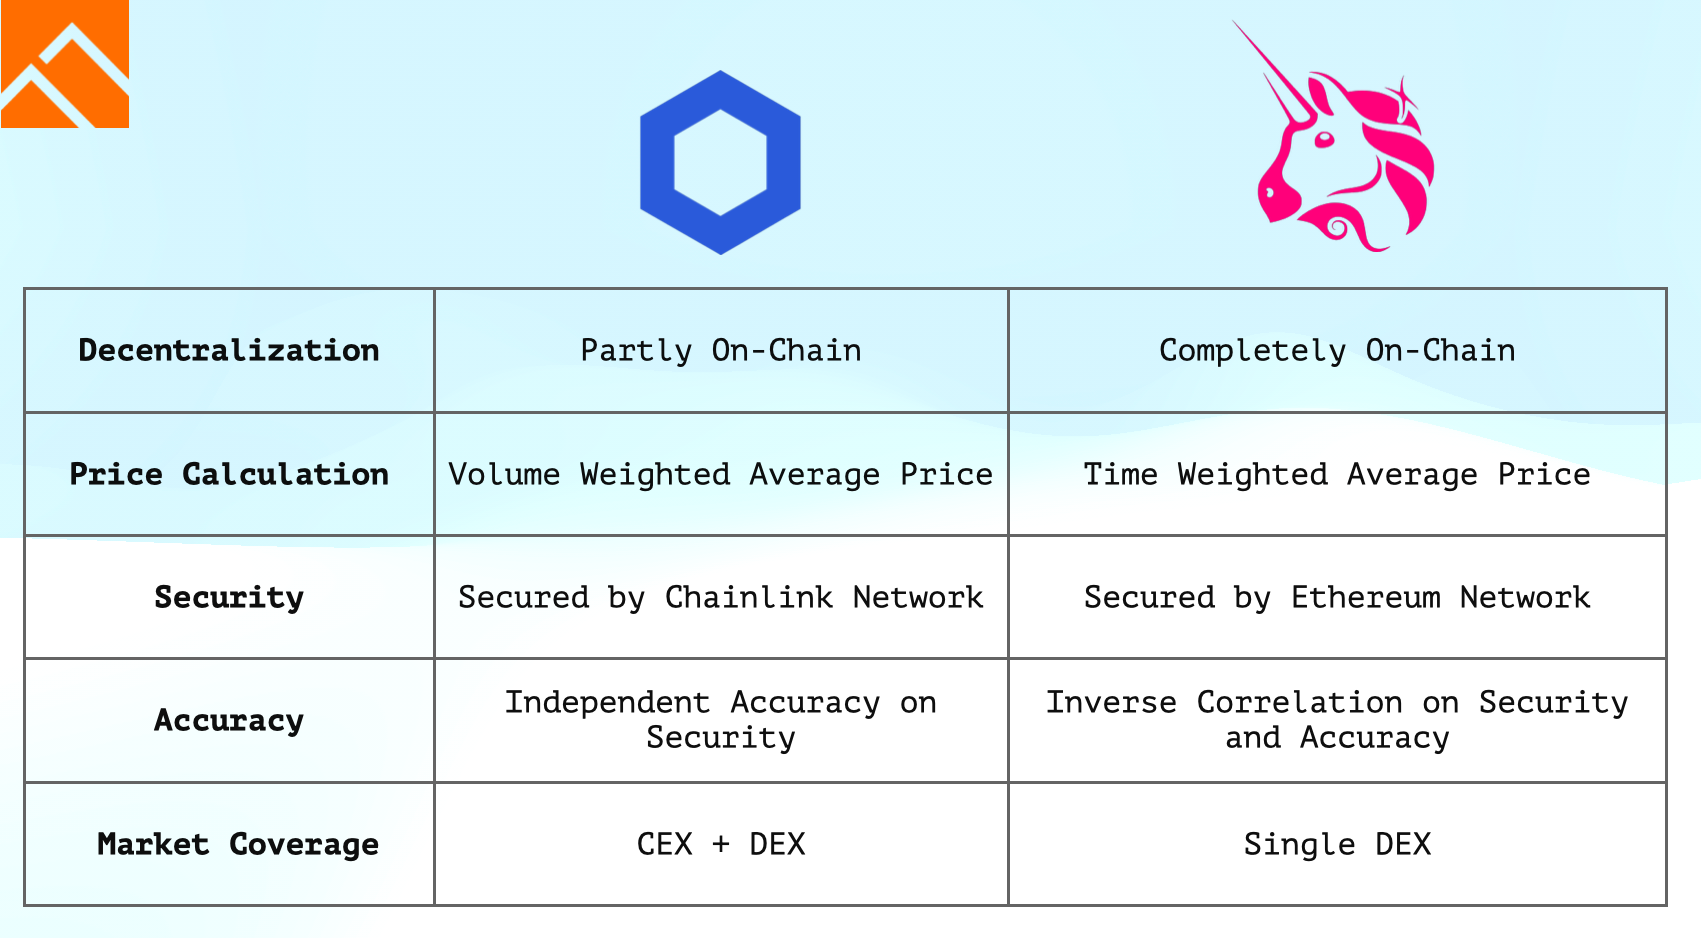 Decentralization
Partly On-Chain
Completely On-Chain
Price Calculation
Volume Weighted Average Price
Time Weighted Average Price
Security
Secured by Chainlink Network
Secured by Ethereum Network
Accuracy
Independent Accuracy on
Security
Inverse Correlation on Security
and Accuracy
Market Coverage
CEX + DEX
Single DEX